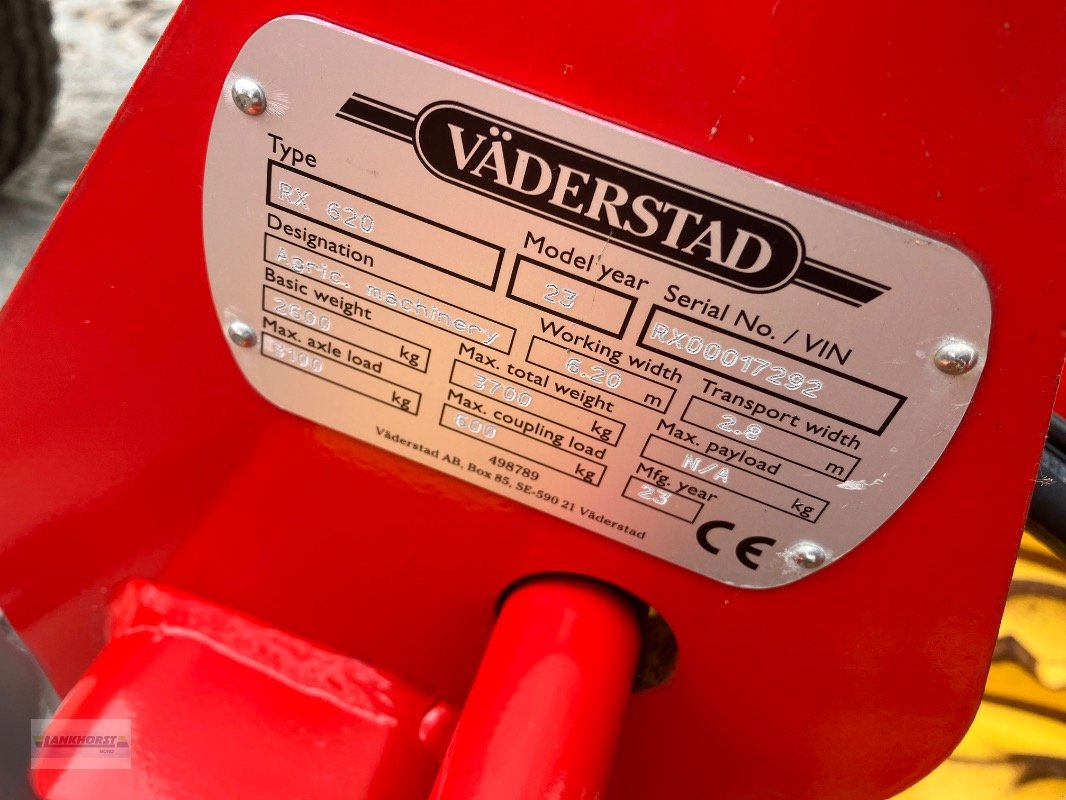 VÄDERSTAD
Type
RX 620
Model year
23
Serial No. / VIN
RX00017292
Designation
Agric. machinery
Working width
6.20 m
Transport width
2.8 m
Basic weight
2600 kg
Max. total weight
3700 kg
Max. payload
N/A kg
Max. axle load
3100 kg
Max. coupling load
600 kg
Mfg. year
23
498789
Väderstad AB, Box 85, SE-590 21 Väderstad
CE
LANKHORST